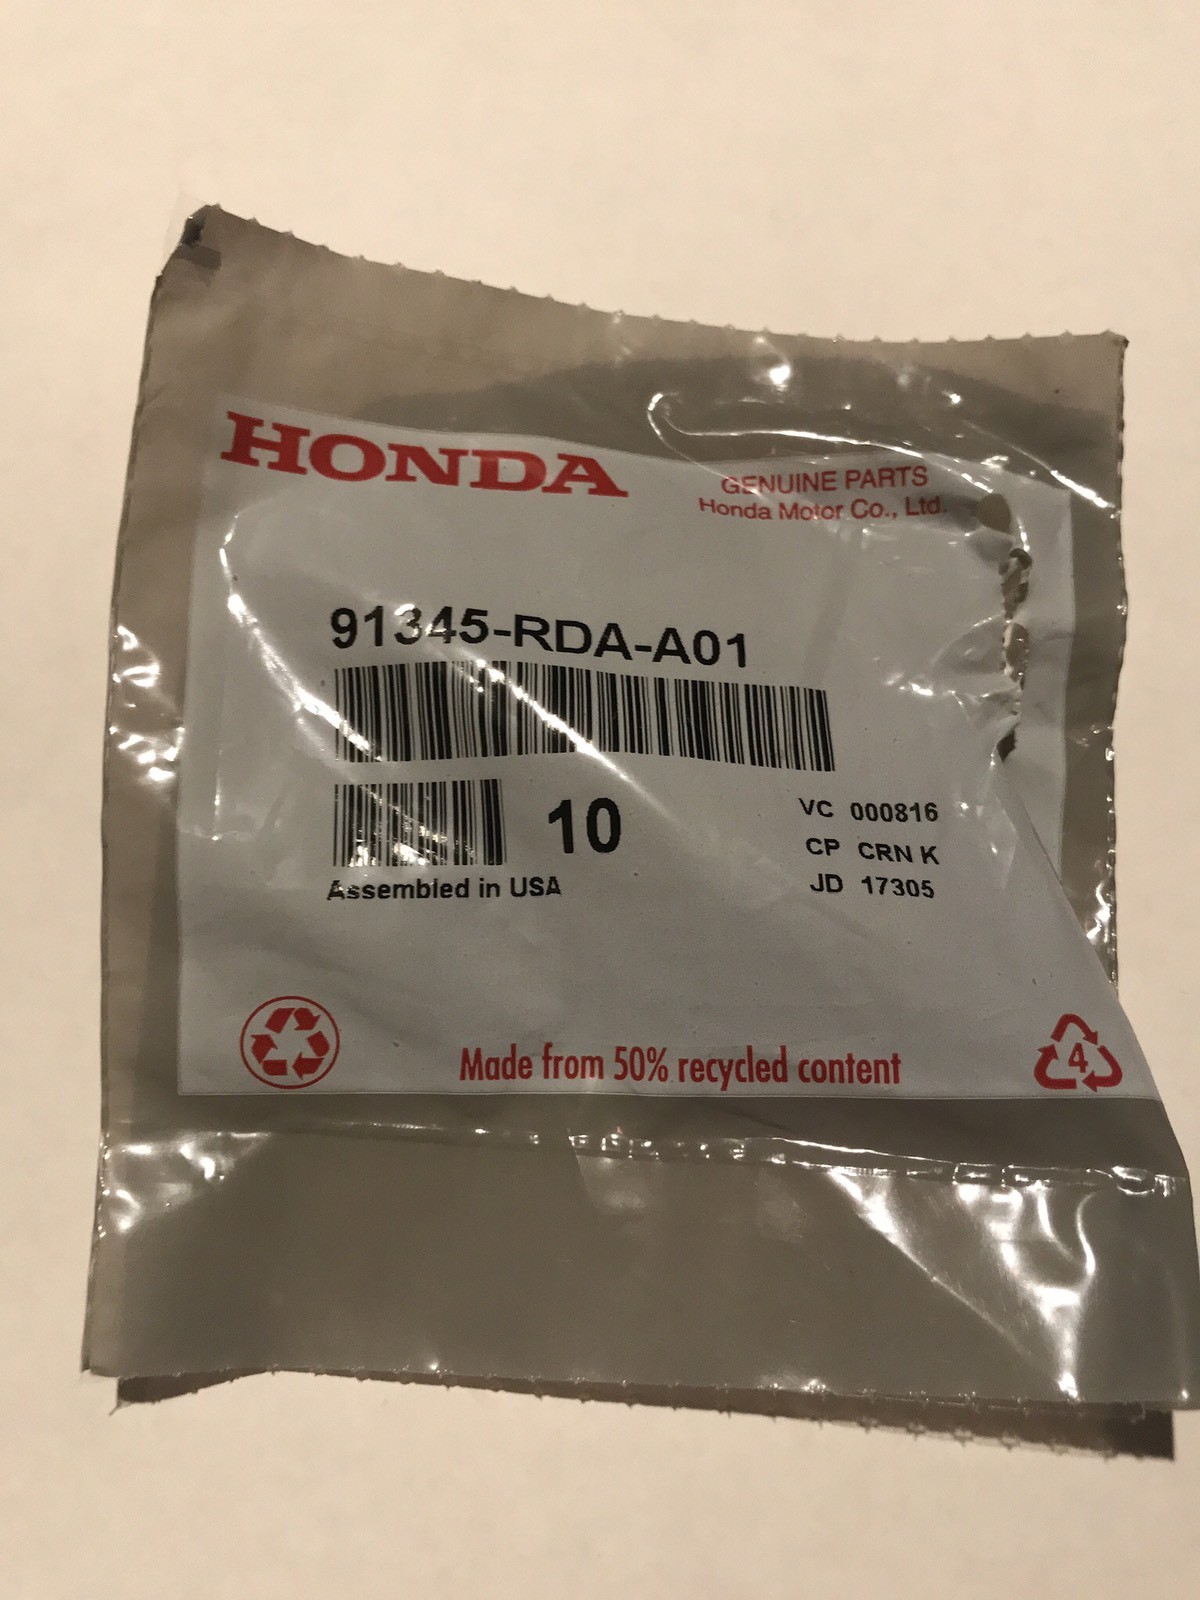 HONDA
GENUINE PARTS
Honda Motor Co., Ltd.
91345-RDA-A01
10
VC 000816
CP CRN K
JD 17305
Assembled in USA
Made from 50% recycled content
4